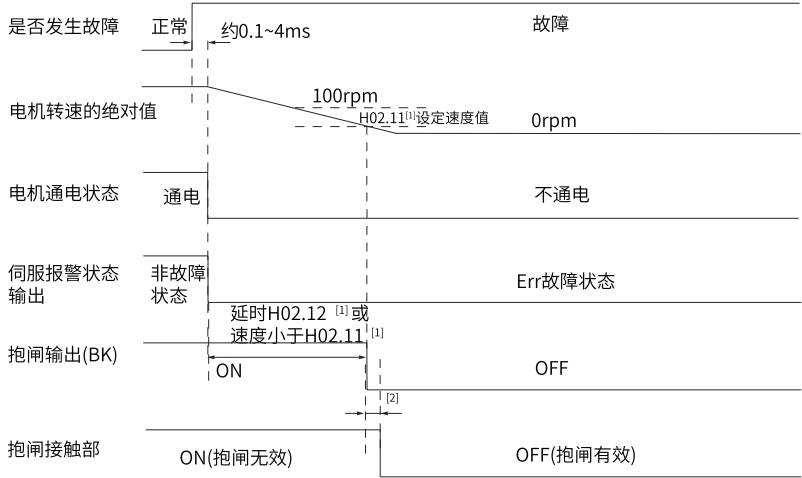 是否发生故障 正常 约0.1~4ms 故障
电机转速的绝对值 100rpm
H02.11[1]设定速度值 0rpm
电机通电状态 通电 不通电
伺服报警状态
输出
非故障
状态
Err故障状态
延时H02.12 [1] 或
速度小于H02.11 [1]
抱闸输出(BK) ON OFF
[2]
抱闸接触部 ON(抱闸无效) OFF(抱闸有效)